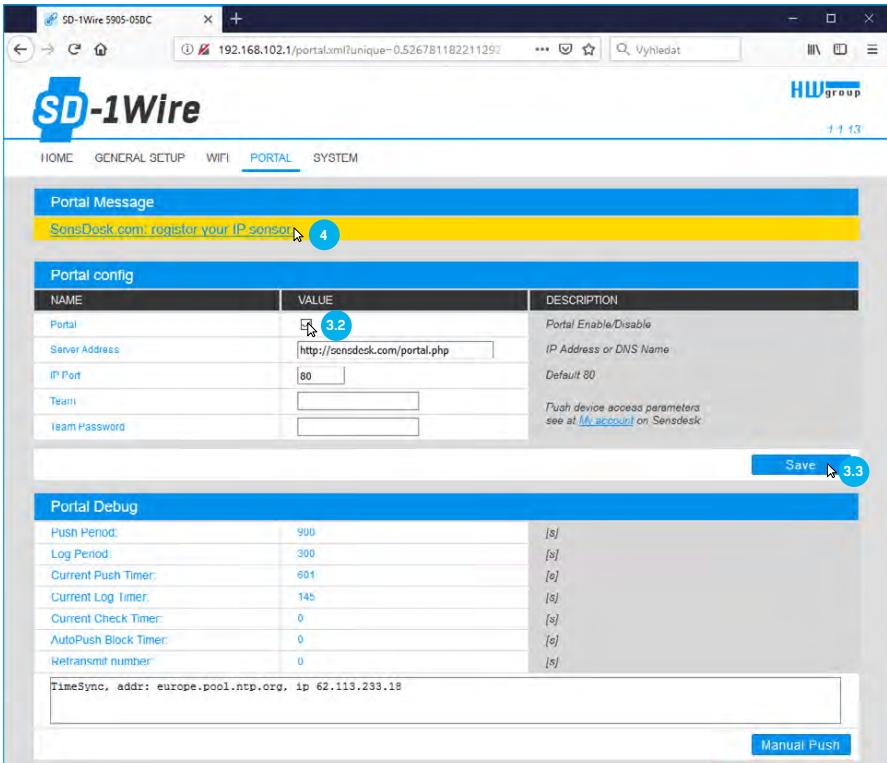 SD-1Wire 5905-05BC
192.168.102.1/portal.xml?unique=0.526781182211292
Vyhledat
SD-1Wire
HWgroup
1.1.13
HOME GENERAL SETUP WIFI PORTAL SYSTEM
Portal Message
SensDesk.com: register your IP sensor
4
Portal config
NAME VALUE DESCRIPTION
Portal 3.2 Portal Enable/Disable
Server Address http://sensdesk.com/portal.php IP Address or DNS Name
IP Port 80 Default 80
Team
Team Password
Push device access parameters
see at My account on Sensdesk
Save 3.3
Portal Debug
Push Period: 900 [s]
Log Period: 300 [s]
Current Push Timer: 601 [s]
Current Log Timer: 145 [s]
Current Check Timer: 0 [s]
AutoPush Block Timer: 0 [s]
Retransmit number: 0 [s]
TimeSync, addr: europe.pool.ntp.org, ip 62.113.233.18
Manual Push